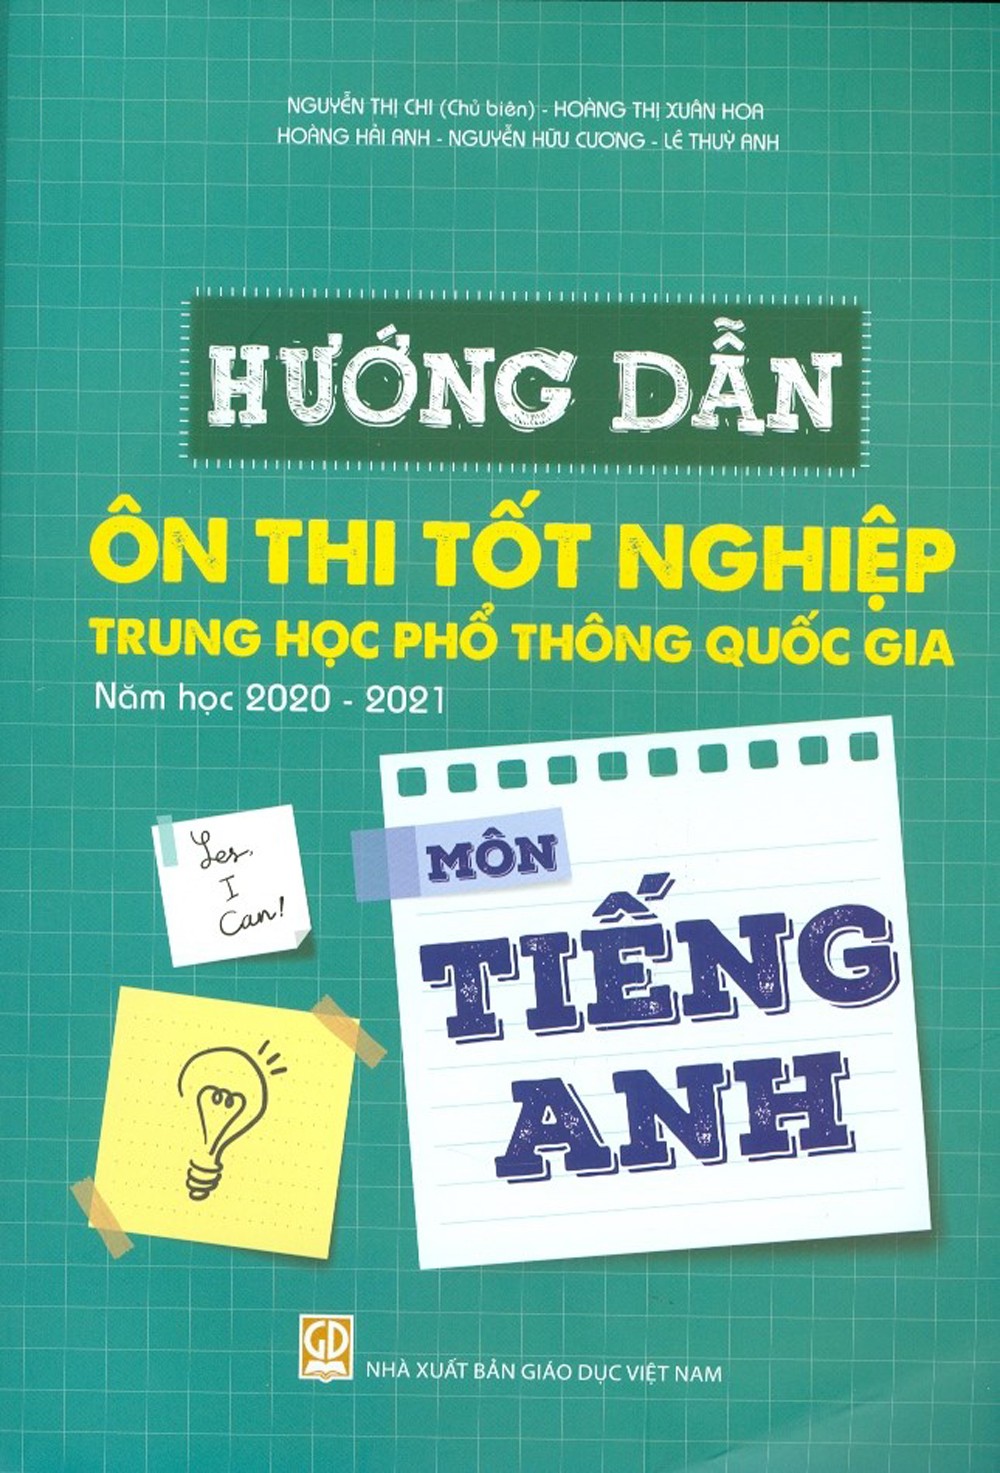 NGUYỄN THỊ CHI (Chủ biên) - HOÀNG THỊ XUÂN HOA
HOÀNG HẢI ANH - NGUYỄN HỮU CƯƠNG - LÊ THUỲ ANH
HƯỚNG DẪN
ÔN THI TỐT NGHIỆP
TRUNG HỌC PHỔ THÔNG QUỐC GIA
Năm học 2020 - 2021
MÔN
TIẾNG
ANH
Yes,
I
Can!
GD
NHÀ XUẤT BẢN GIÁO DỤC VIỆT NAM